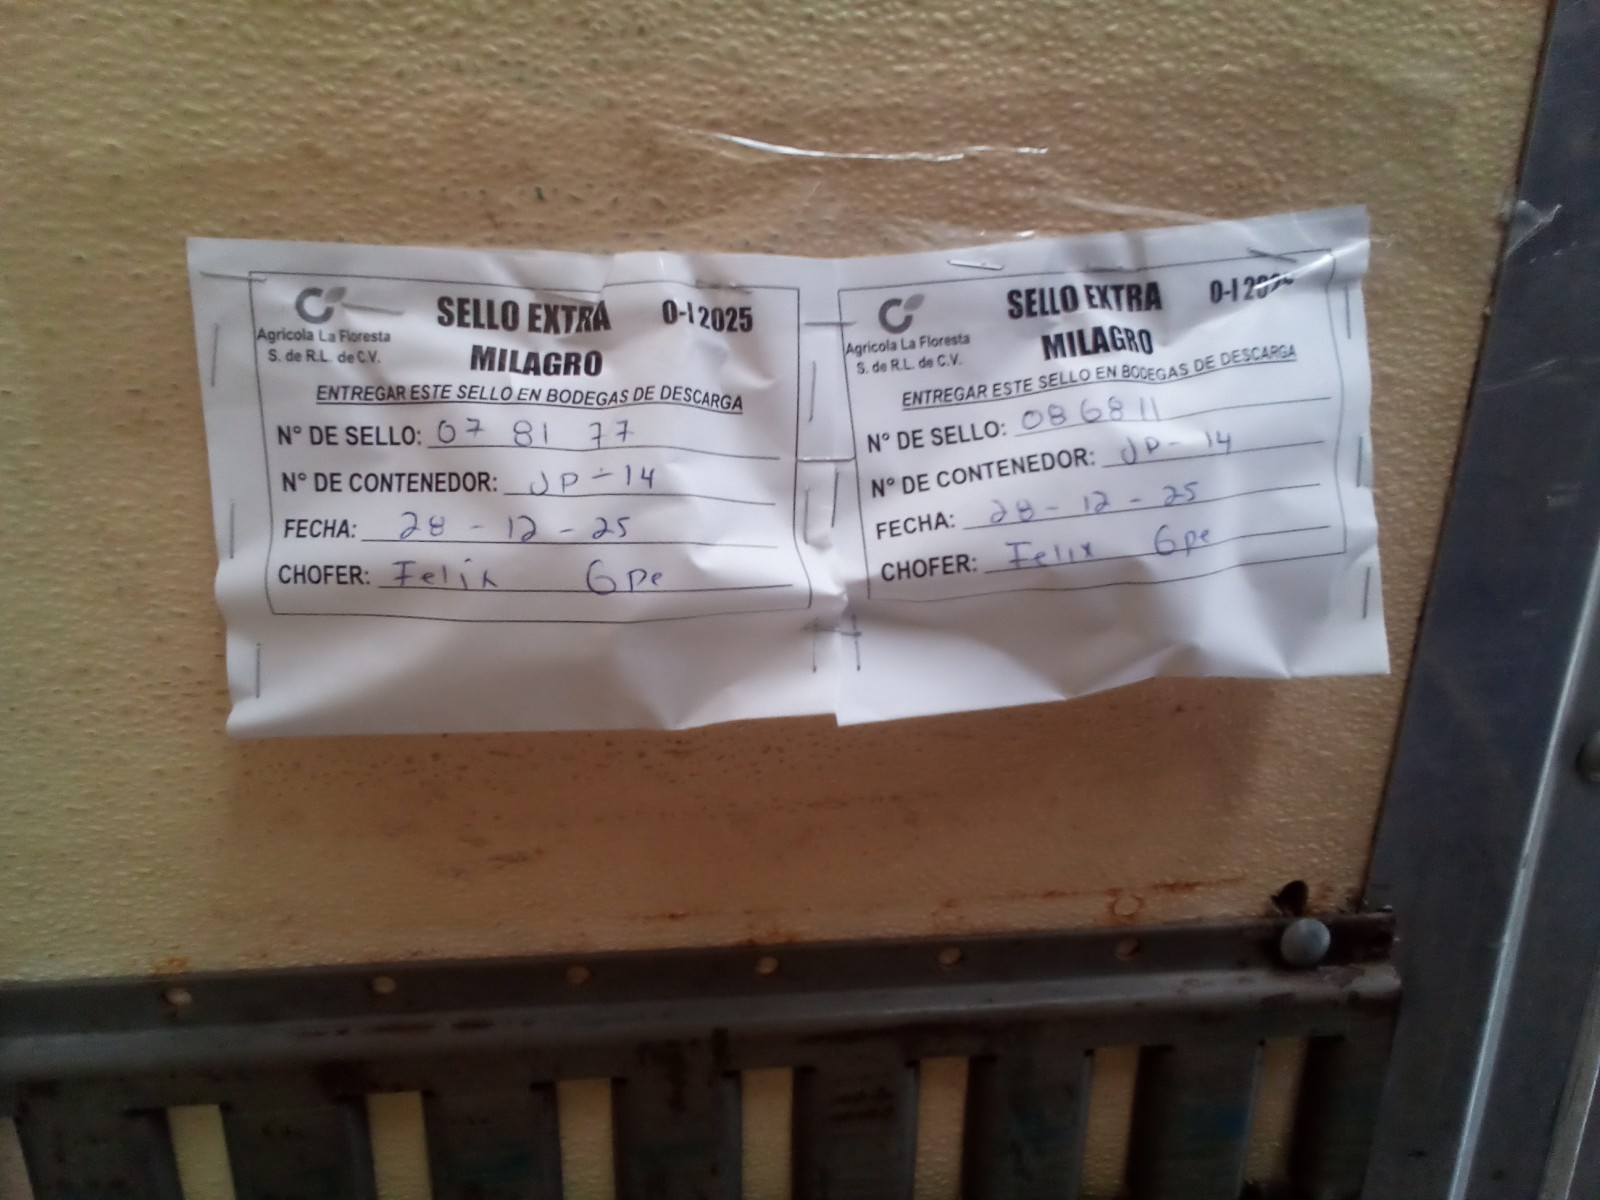 Agricola La Floresta
S. de R.L. de C.V.
SELLO EXTRA O-I 2025
MILAGRO
ENTREGAR ESTE SELLO EN BODEGAS DE DESCARGA
N° DE SELLO: 07 81 77
N° DE CONTENEDOR: JP-14
FECHA: 28-12-25
CHOFER: Felix Gpe
Agricola La Floresta
S. de R.L. de C.V.
SELLO EXTRA O-I
MILAGRO
ENTREGAR ESTE SELLO EN BODEGAS DE DESCARGA
N° DE SELLO: 086811
N° DE CONTENEDOR: JP-14
FECHA: 28-12-25
CHOFER: Felix Gpe